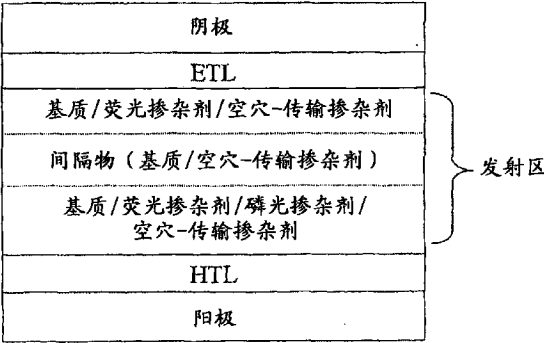 阴极
ETL
基质/荧光掺杂剂/空穴-传输掺杂剂
间隔物(基质/空穴-传输掺杂剂)
基质/荧光掺杂剂/磷光掺杂剂/
空穴-传输掺杂剂
发射区
HTL
阳极